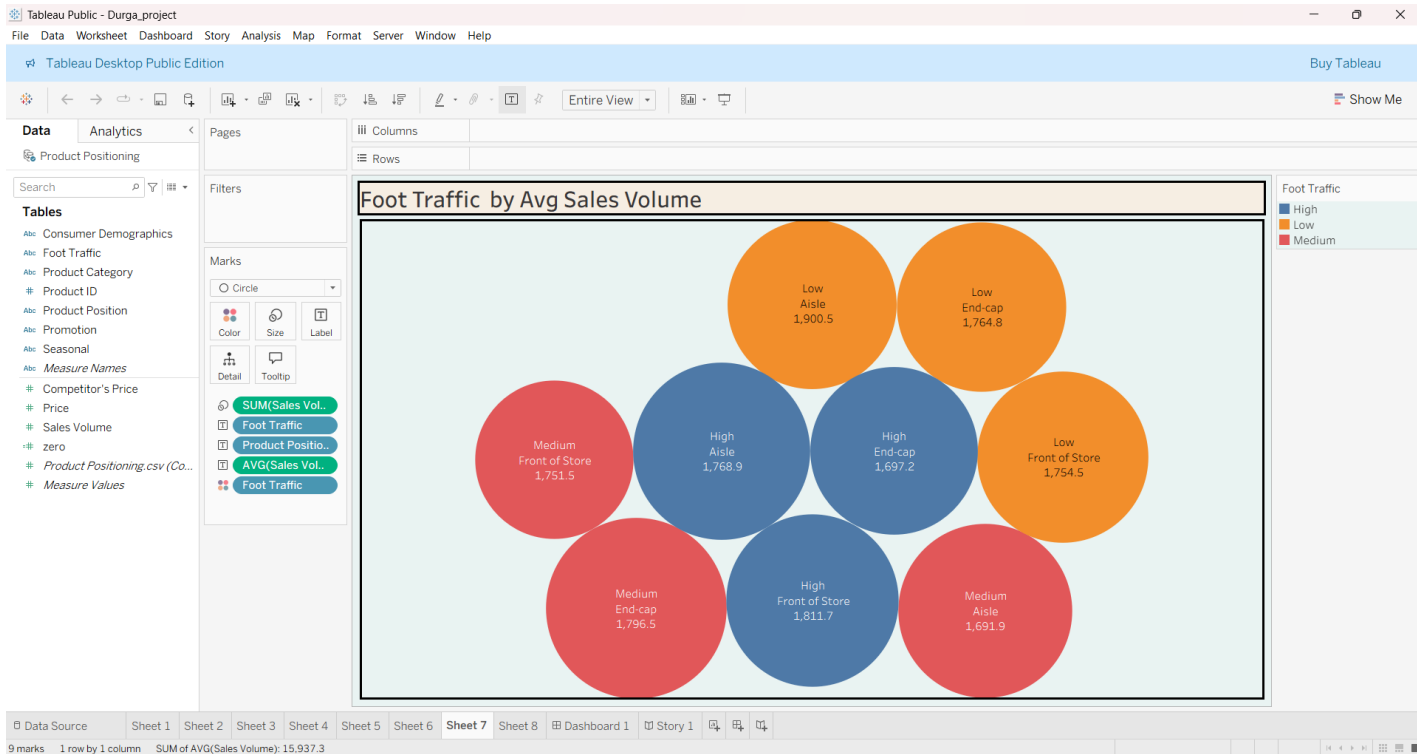 Tableau Public - Durga_project
File Data Worksheet Dashboard Story Analysis Map Format Server Window Help
Tableau Desktop Public Edition
Buy Tableau
Entire View
Show Me
Data Analytics
Product Positioning
Search
Tables
Abc Consumer Demographics
Abc Foot Traffic
Abc Product Category
# Product ID
Abc Product Position
Abc Promotion
Abc Seasonal
Abc Measure Names
# Competitor's Price
# Price
# Sales Volume
# zero
# Product Positioning.csv (Co...
# Measure Values
Pages
Filters
Marks
Circle
Color Size Label
Detail Tooltip
SUM(Sales Vol..
Foot Traffic
Product Positio..
AVG(Sales Vol..
Foot Traffic
Columns
Rows
Foot Traffic by Avg Sales Volume
Low
Aisle
1,900.5
Low
End-cap
1,764.8
Medium
Front of Store
1,751.5
High
Aisle
1,768.9
High
End-cap
1,697.2
Low
Front of Store
1,754.5
Medium
End-cap
1,796.5
High
Front of Store
1,811.7
Medium
Aisle
1,691.9
Foot Traffic
High
Low
Medium
Data Source Sheet 1 Sheet 2 Sheet 3 Sheet 4 Sheet 5 Sheet 6 Sheet 7 Sheet 8 Dashboard 1 Story 1
9 marks 1 row by 1 column SUM of AVG(Sales Volume): 15,937.3